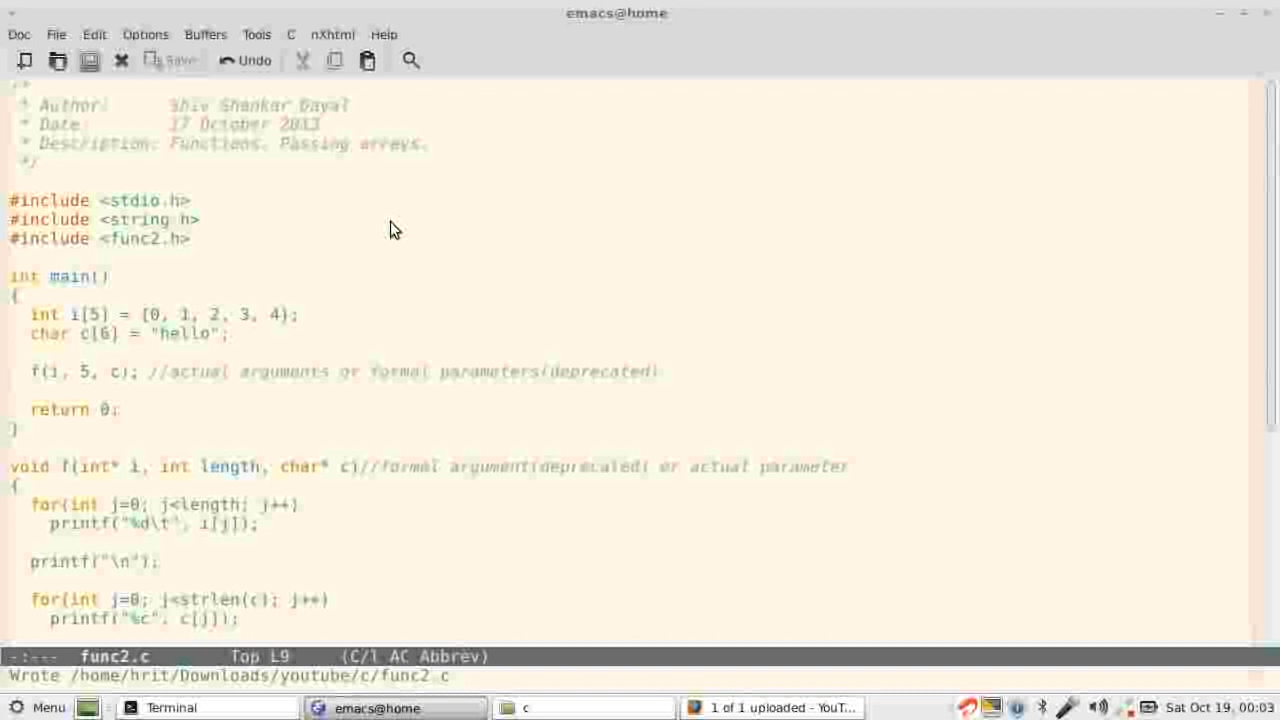 emacs@home
Doc File Edit Options Buffers Tools C nXhtml Help
Save Undo
/*
* Author: Shiv Shankar Dayal
* Date: 17 October 2013
* Description: Functions. Passing arrays.
*/
#include <stdio.h>
#include <string.h>
#include <func2.h>
int main()
{
int i[5] = {0, 1, 2, 3, 4};
char c[6] = "hello";
f(i, 5, c); //actual arguments or formal parameters(deprecated)
return 0;
}
void f(int* i, int length, char* c)//formal argument(deprecated) or actual parameter
{
for(int j=0; j<length; j++)
printf("%d\t", i[j]);
printf("\n");
for(int j=0; j<strlen(c); j++)
printf("%c", c[j]);
-:--- func2.c Top L9 (C/l AC Abbrev)
Wrote /home/hrit/Downloads/youtube/c/func2.c
Menu Terminal emacs@home c 1 of 1 uploaded - YouT... Sat Oct 19, 00:03